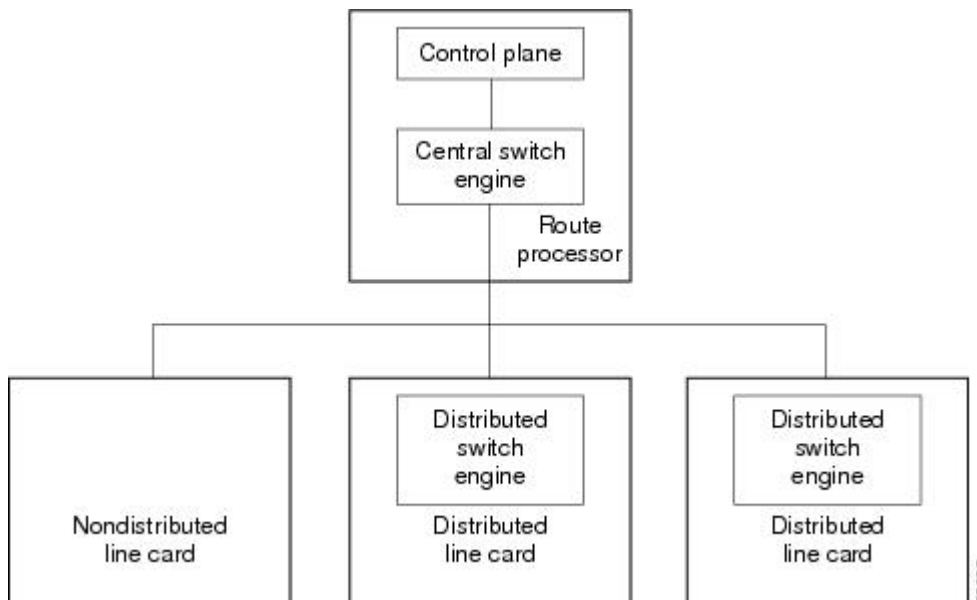 Control plane
Central switch
engine
Route
processor
Distributed
switch
engine
Distributed
switch
engine
Nondistributed
line card
Distributed
line card
Distributed
line card